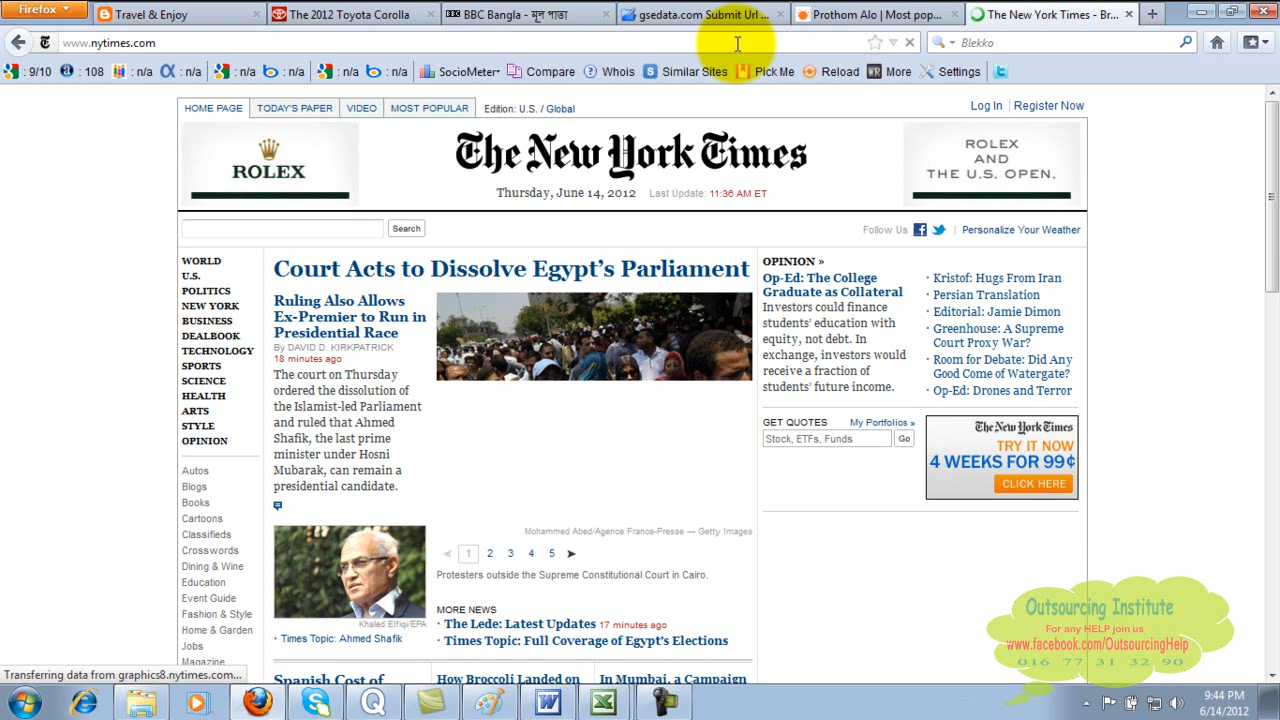 Firefox
Travel & Enjoy
The 2012 Toyota Corolla
BBC Bangla - মূল পাতা
gsedata.com Submit Url ...
Prothom Alo | Most pop...
The New York Times - Br...
www.nytimes.com
Blekko
: 9/10 : 108 : n/a : n/a : n/a : n/a : n/a : n/a SocioMeter Compare Whois Similar Sites Pick Me Reload More Settings
HOME PAGE TODAY'S PAPER VIDEO MOST POPULAR Edition: U.S. / Global
Log In Register Now
ROLEX
The New York Times
ROLEX
AND
THE U.S. OPEN.
Thursday, June 14, 2012 Last Update: 11:36 AM ET
Search
Follow Us Personalize Your Weather
WORLD
U.S.
POLITICS
NEW YORK
BUSINESS
DEALBOOK
TECHNOLOGY
SPORTS
SCIENCE
HEALTH
ARTS
STYLE
OPINION
Autos
Blogs
Books
Cartoons
Classifieds
Crosswords
Dining & Wine
Education
Event Guide
Fashion & Style
Home & Garden
Jobs
Magazine
Court Acts to Dissolve Egypt's Parliament
Ruling Also Allows
Ex-Premier to Run in
Presidential Race
By DAVID D. KIRKPATRICK
18 minutes ago
The court on Thursday
ordered the dissolution of
the Islamist-led Parliament
and ruled that Ahmed
Shafik, the last prime
minister under Hosni
Mubarak, can remain a
presidential candidate.
Khaled Elfiqi/EPA
Times Topic: Ahmed Shafik
Mohammed Abed/Agence France-Presse — Getty Images
1 2 3 4 5
Protesters outside the Supreme Constitutional Court in Cairo.
MORE NEWS
The Lede: Latest Updates 17 minutes ago
Times Topic: Full Coverage of Egypt's Elections
Spanish Cost of
How Broccoli Landed on
In Mumbai, a Campaign
OPINION »
Op-Ed: The College
Graduate as Collateral
Investors could finance
students' education with
equity, not debt. In
exchange, investors would
receive a fraction of
students' future income.
Kristof: Hugs From Iran
Persian Translation
Editorial: Jamie Dimon
Greenhouse: A Supreme
Court Proxy War?
Room for Debate: Did Any
Good Come of Watergate?
Op-Ed: Drones and Terror
GET QUOTES My Portfolios »
Stock, ETFs, Funds Go
The New York Times
TRY IT NOW
4 WEEKS FOR 99¢
CLICK HERE
Outsourcing Institute
For any HELP join us
www.facebook.com/OutsourcingHelp
016 77 31 32 90
Transferring data from graphics8.nytimes.com...
9:44 PM
6/14/2012